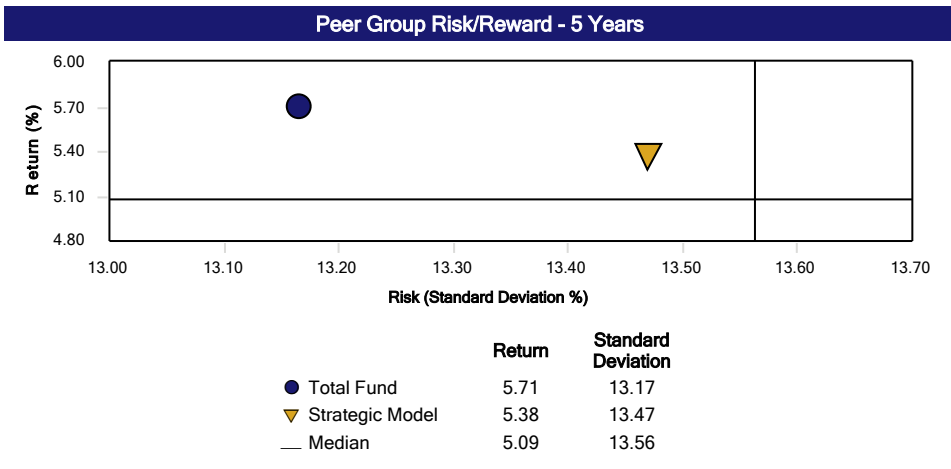 Peer Group Risk/Reward - 5 Years
Return (%)
6.00
5.70
5.40
5.10
4.80
13.00 13.10 13.20 13.30 13.40 13.50 13.60 13.70
Risk (Standard Deviation %)
Return Standard
Deviation
Total Fund 5.71 13.17
Strategic Model 5.38 13.47
Median 5.09 13.56